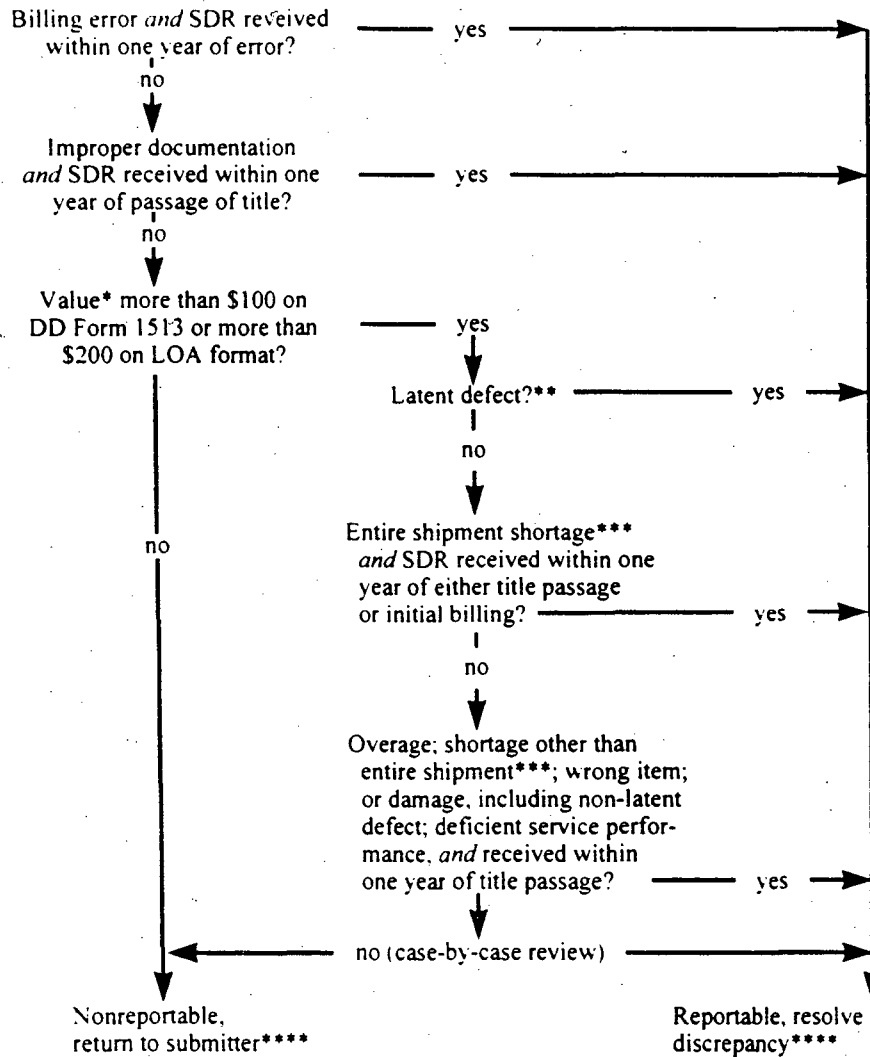 Billing error and SDR received yes
within one year of error?
no
Improper documentation
and SDR received within one yes
year of passage of title?
no
Value* more than $100 on
DD Form 1513 or more than yes
$200 on LOA format?
Latent defect?** yes
no
no
Entire shipment shortage***
and SDR received within one
year of either title passage
or initial billing? yes
no
Overage; shortage other than
entire shipment***; wrong item;
or damage, including non-latent
defect; deficient service perfor-
mance, and received within
one year of title passage? yes
no (case-by-case review)
Nonreportable,
return to submitter****
Reportable, resolve
discrepancy****